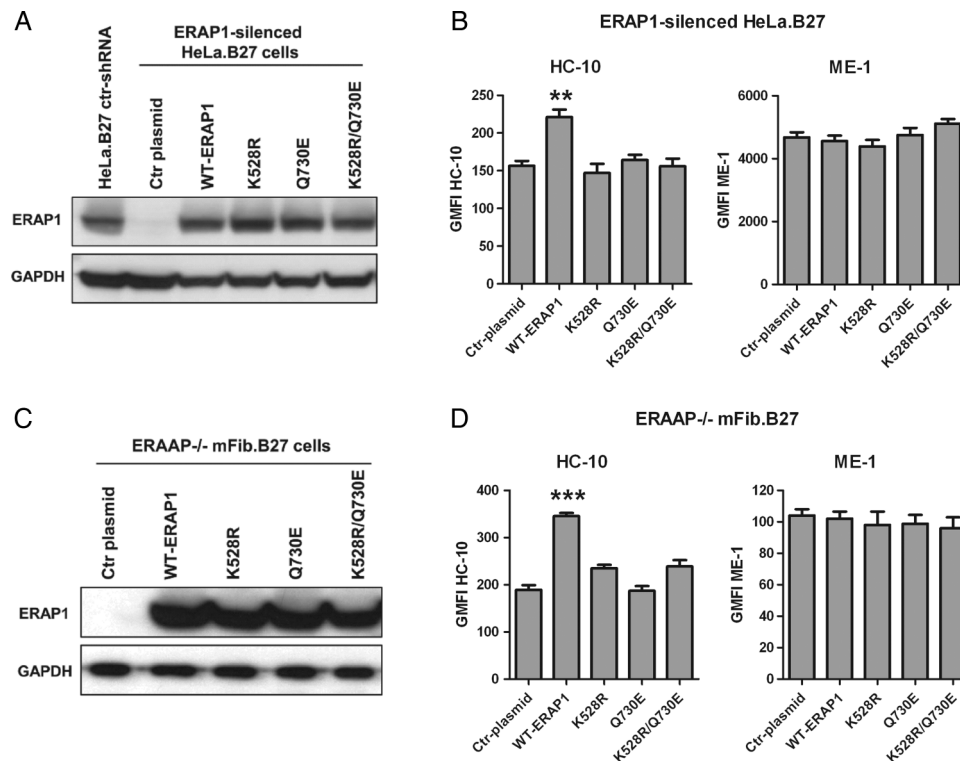 A
ERAP1-silenced
HeLa.B27 cells
HeLa.B27 ctr-shRNA
Ctr plasmid
WT-ERAP1
K528R
Q730E
K528R/Q730E
ERAP1
GAPDH
B
ERAP1-silenced HeLa.B27
HC-10
**
GMFI HC-10
250
200
150
100
50
0
Ctr-plasmid
WT-ERAP1
K528R
Q730E
K528R/Q730E
ME-1
GMFI ME-1
6000
4000
2000
0
Ctr-plasmid
WT-ERAP1
K528R
Q730E
K528R/Q730E
C
ERAAP-/- mFib.B27 cells
Ctr plasmid
WT-ERAP1
K528R
Q730E
K528R/Q730E
ERAP1
GAPDH
D
ERAAP-/- mFib.B27
HC-10
***
GMFI HC-10
400
300
200
100
0
Ctr-plasmid
WT-ERAP1
K528R
Q730E
K528R/Q730E
ME-1
GMFI ME-1
120
100
80
60
40
20
0
Ctr-plasmid
WT-ERAP1
K528R
Q730E
K528R/Q730E